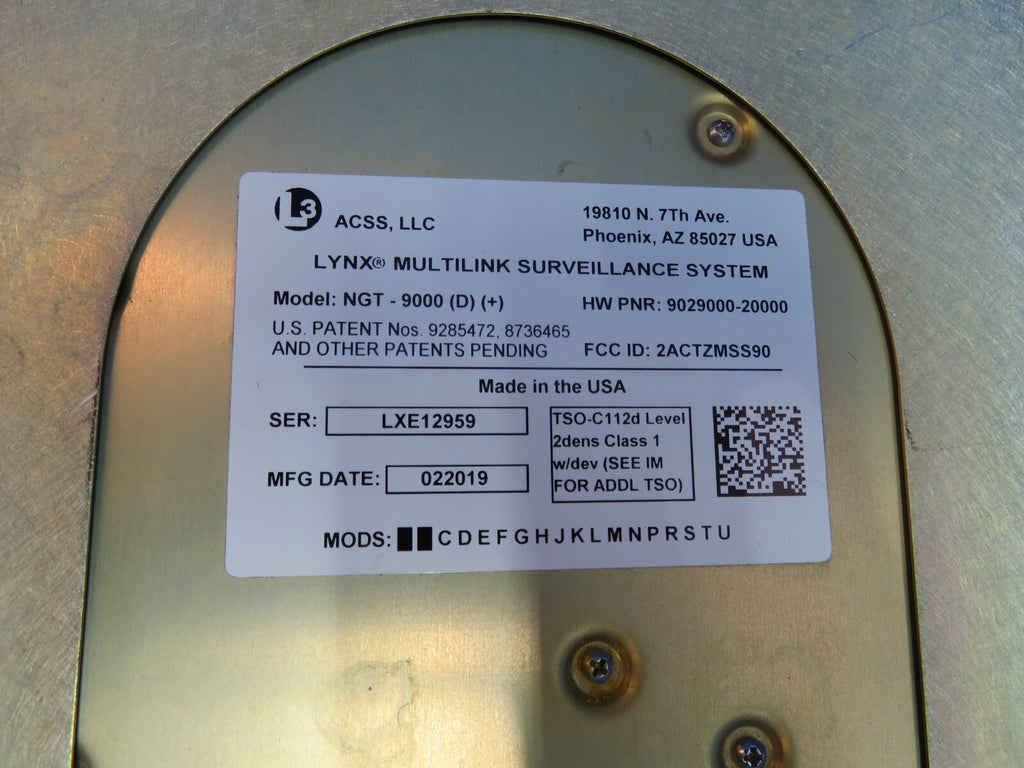 L3 ACSS, LLC
19810 N. 7Th Ave.
Phoenix, AZ 85027 USA
LYNX® MULTILINK SURVEILLANCE SYSTEM
Model: NGT - 9000 (D) (+)
HW PNR: 9029000-20000
U.S. PATENT Nos. 9285472, 8736465
AND OTHER PATENTS PENDING
FCC ID: 2ACTZMSS90
Made in the USA
SER: LXE12959
MFG DATE: 022019
TSO-C112d Level
2dens Class 1
w/dev (SEE IM
FOR ADDL TSO)
MODS: ■ ■ C D E F G H J K L M N P R S T U